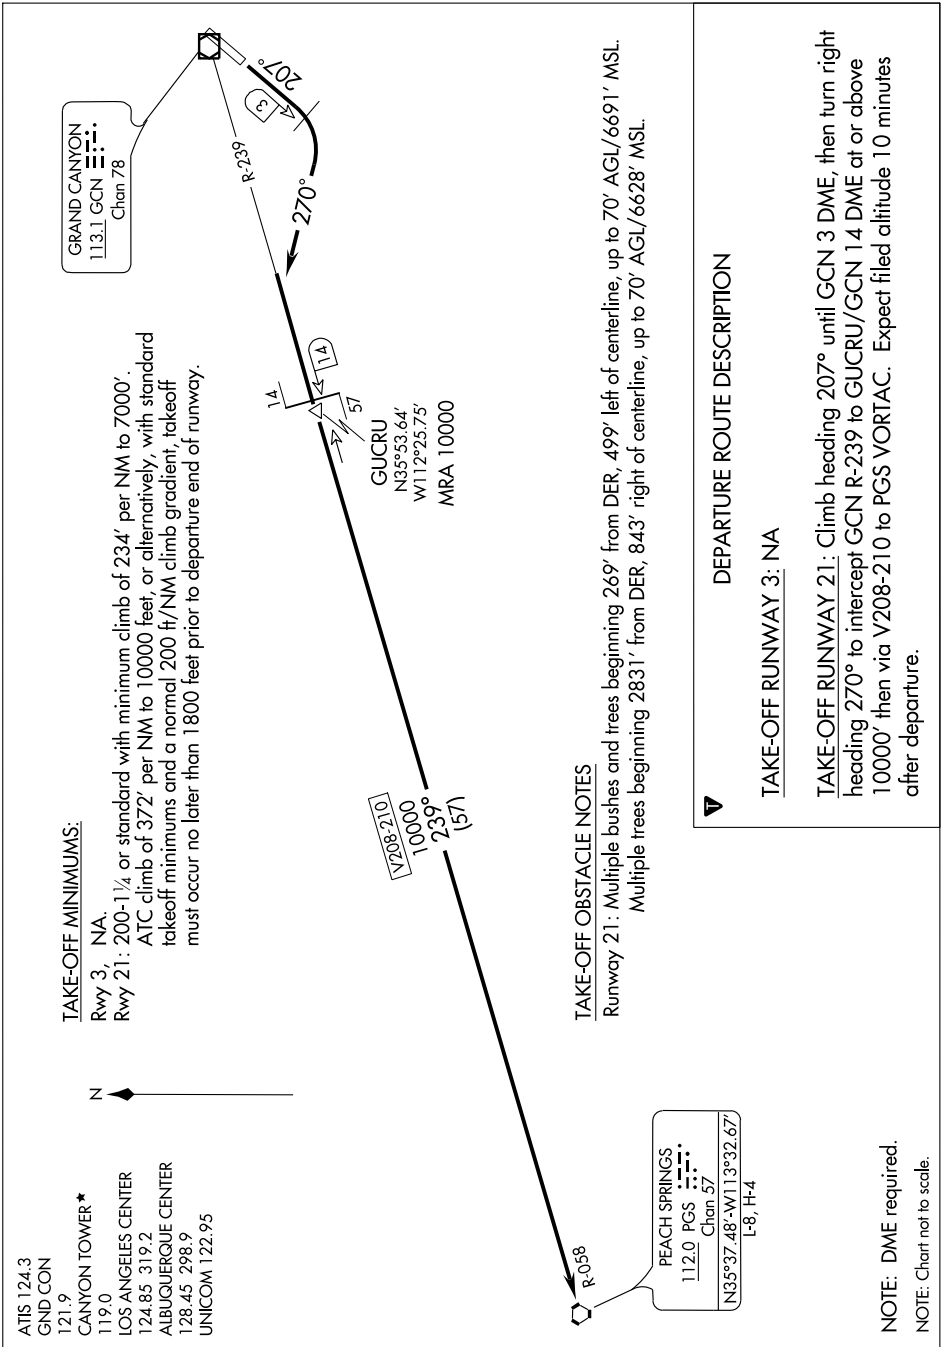 ATIS 124.3
GND CON
121.9
CANYON TOWER★
119.0
LOS ANGELES CENTER
124.85 319.2
ALBUQUERQUE CENTER
128.45 298.9
UNICOM 122.95
N
TAKE-OFF MINIMUMS:
Rwy 3, NA.
Rwy 21: 200-1¼ or standard with minimum climb of 234' per NM to 7000'.
ATC climb of 372' per NM to 10000 feet, or alternatively, with standard
takeoff minimums and a normal 200 ft/NM climb gradient, takeoff
must occur no later than 1800 feet prior to departure end of runway.
GRAND CANYON
113.1 GCN
Chan 78
207°
3
R-239
270°
14
14
57
GUCRU
N35°53.64'
W112°25.75'
MRA 10000
V208-210
10000
239°
(57)
R-058
PEACH SPRINGS
112.0 PGS
Chan 57
N35°37.48'-W113°32.67'
L-8, H-4
TAKE-OFF OBSTACLE NOTES
Runway 21: Multiple bushes and trees beginning 269' from DER, 499' left of centerline, up to 70' AGL/6691' MSL.
Multiple trees beginning 2831' from DER, 843' right of centerline, up to 70' AGL/6628' MSL.
T
DEPARTURE ROUTE DESCRIPTION
TAKE-OFF RUNWAY 3: NA
TAKE-OFF RUNWAY 21: Climb heading 207° until GCN 3 DME, then turn right
heading 270° to intercept GCN R-239 to GUCRU/GCN 14 DME at or above
10000' then via V208-210 to PGS VORTAC. Expect filed altitude 10 minutes
after departure.
NOTE: DME required.
NOTE: Chart not to scale.